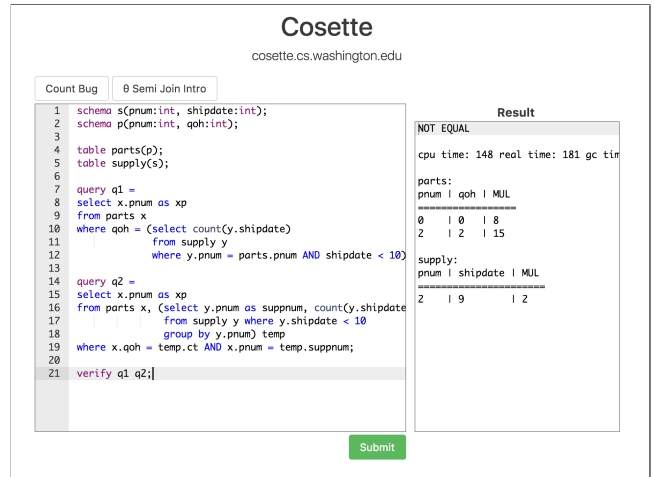 Cosette
cosette.cs.washington.edu
Count Bug
θ Semi Join Intro
1 schema s(pnum:int, shipdate:int);
2 schema p(pnum:int, qoh:int);
3
4 table parts(p);
5 table supply(s);
6
7 query q1 =
8 select x.pnum as xp
9 from parts x
10 where qoh = (select count(y.shipdate)
11 from supply y
12 where y.pnum = parts.pnum AND shipdate < 10)
13
14 query q2 =
15 select x.pnum as xp
16 from parts x, (select y.pnum as suppnum, count(y.shipdate
17 from supply y where y.shipdate < 10
18 group by y.pnum) temp
19 where x.qoh = temp.ct AND x.pnum = temp.suppnum;
20
21 verify q1 q2;
Submit
Result
NOT EQUAL
cpu time: 148 real time: 181 gc tim
parts:
pnum | qoh | MUL
=================
0 | 0 | 8
2 | 2 | 15
supply:
pnum | shipdate | MUL
======================
2 | 9 | 2